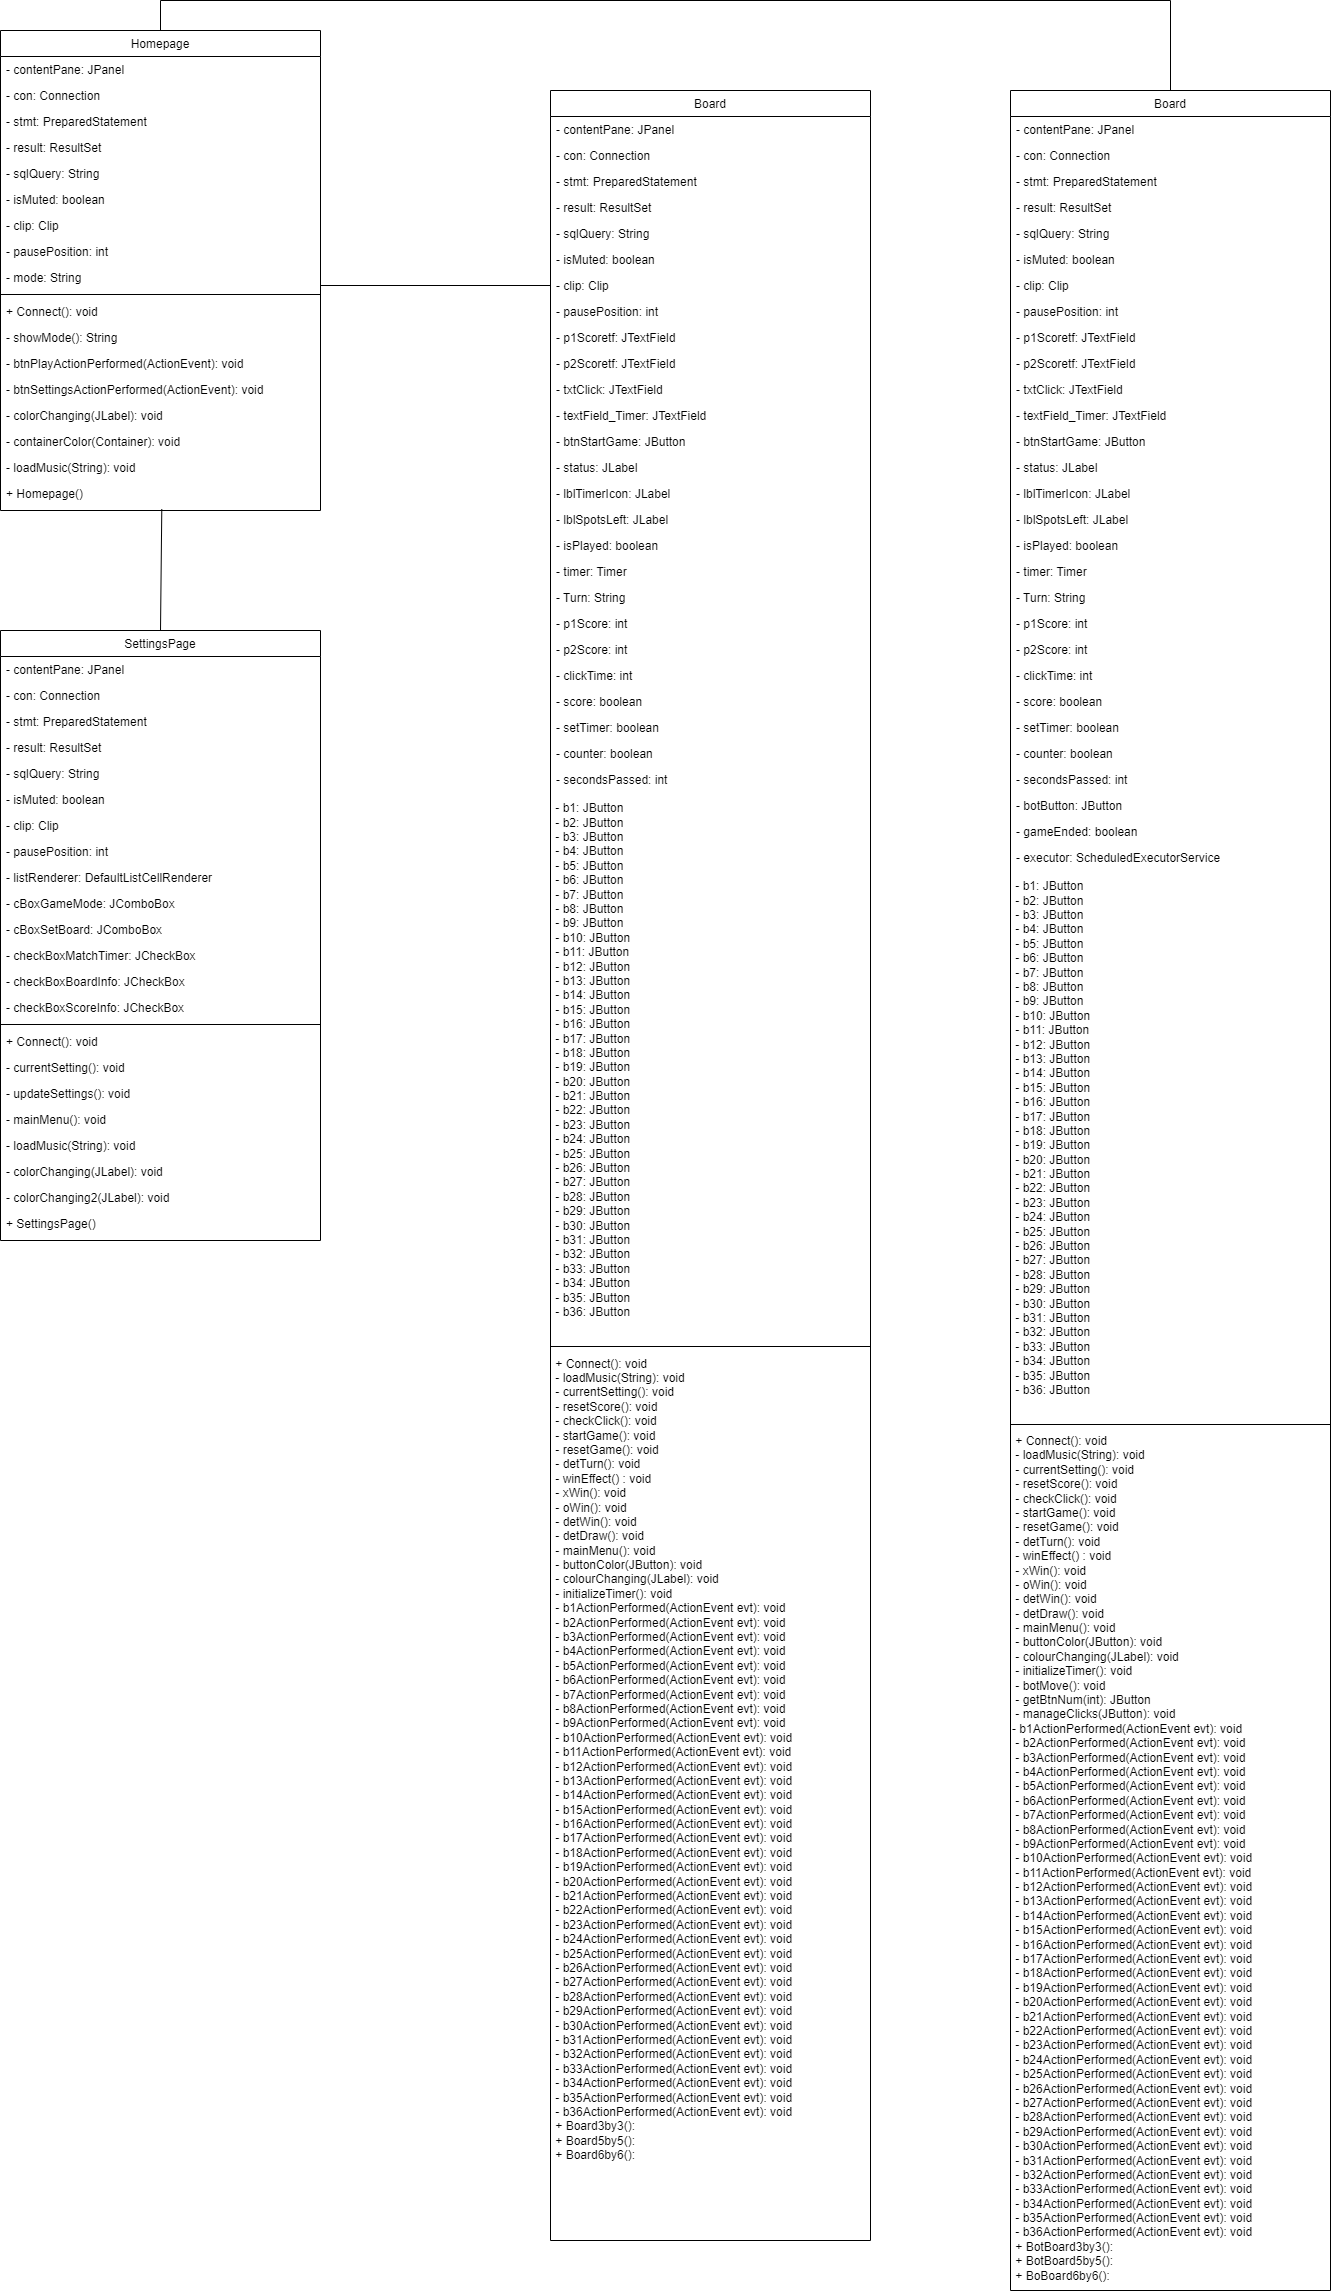 Homepage
- contentPane: JPanel
- con: Connection
- stmt: PreparedStatement
- result: ResultSet
- sqlQuery: String
- isMuted: boolean
- clip: Clip
- pausePosition: int
- mode: String
+ Connect(): void
- showMode(): String
- btnPlayActionPerformed(ActionEvent): void
- btnSettingsActionPerformed(ActionEvent): void
- colorChanging(JLabel): void
- containerColor(Container): void
- loadMusic(String): void
+ Homepage()
SettingsPage
- contentPane: JPanel
- con: Connection
- stmt: PreparedStatement
- result: ResultSet
- sqlQuery: String
- isMuted: boolean
- clip: Clip
- pausePosition: int
- listRenderer: DefaultListCellRenderer
- cBoxGameMode: JComboBox
- cBoxSetBoard: JComboBox
- checkBoxMatchTimer: JCheckBox
- checkBoxBoardInfo: JCheckBox
- checkBoxScoreInfo: JCheckBox
+ Connect(): void
- currentSetting(): void
- updateSettings(): void
- mainMenu(): void
- loadMusic(String): void
- colorChanging(JLabel): void
- colorChanging2(JLabel): void
+ SettingsPage()
Board
- contentPane: JPanel
- con: Connection
- stmt: PreparedStatement
- result: ResultSet
- sqlQuery: String
- isMuted: boolean
- clip: Clip
- pausePosition: int
- p1Scoretf: JTextField
- p2Scoretf: JTextField
- txtClick: JTextField
- textField_Timer: JTextField
- btnStartGame: JButton
- status: JLabel
- lblTimerIcon: JLabel
- lblSpotsLeft: JLabel
- isPlayed: boolean
- timer: Timer
- Turn: String
- p1Score: int
- p2Score: int
- clickTime: int
- score: boolean
- setTimer: boolean
- counter: boolean
- secondsPassed: int
- b1: JButton
- b2: JButton
- b3: JButton
- b4: JButton
- b5: JButton
- b6: JButton
- b7: JButton
- b8: JButton
- b9: JButton
- b10: JButton
- b11: JButton
- b12: JButton
- b13: JButton
- b14: JButton
- b15: JButton
- b16: JButton
- b17: JButton
- b18: JButton
- b19: JButton
- b20: JButton
- b21: JButton
- b22: JButton
- b23: JButton
- b24: JButton
- b25: JButton
- b26: JButton
- b27: JButton
- b28: JButton
- b29: JButton
- b30: JButton
- b31: JButton
- b32: JButton
- b33: JButton
- b34: JButton
- b35: JButton
- b36: JButton
+ Connect(): void
- loadMusic(String): void
- currentSetting(): void
- resetScore(): void
- checkClick(): void
- startGame(): void
- resetGame(): void
- detTurn(): void
- winEffect() : void
- xWin(): void
- oWin(): void
- detWin(): void
- detDraw(): void
- mainMenu(): void
- buttonColor(JButton): void
- colourChanging(JLabel): void
- initializeTimer(): void
- b1ActionPerformed(ActionEvent evt): void
- b2ActionPerformed(ActionEvent evt): void
- b3ActionPerformed(ActionEvent evt): void
- b4ActionPerformed(ActionEvent evt): void
- b5ActionPerformed(ActionEvent evt): void
- b6ActionPerformed(ActionEvent evt): void
- b7ActionPerformed(ActionEvent evt): void
- b8ActionPerformed(ActionEvent evt): void
- b9ActionPerformed(ActionEvent evt): void
- b10ActionPerformed(ActionEvent evt): void
- b11ActionPerformed(ActionEvent evt): void
- b12ActionPerformed(ActionEvent evt): void
- b13ActionPerformed(ActionEvent evt): void
- b14ActionPerformed(ActionEvent evt): void
- b15ActionPerformed(ActionEvent evt): void
- b16ActionPerformed(ActionEvent evt): void
- b17ActionPerformed(ActionEvent evt): void
- b18ActionPerformed(ActionEvent evt): void
- b19ActionPerformed(ActionEvent evt): void
- b20ActionPerformed(ActionEvent evt): void
- b21ActionPerformed(ActionEvent evt): void
- b22ActionPerformed(ActionEvent evt): void
- b23ActionPerformed(ActionEvent evt): void
- b24ActionPerformed(ActionEvent evt): void
- b25ActionPerformed(ActionEvent evt): void
- b26ActionPerformed(ActionEvent evt): void
- b27ActionPerformed(ActionEvent evt): void
- b28ActionPerformed(ActionEvent evt): void
- b29ActionPerformed(ActionEvent evt): void
- b30ActionPerformed(ActionEvent evt): void
- b31ActionPerformed(ActionEvent evt): void
- b32ActionPerformed(ActionEvent evt): void
- b33ActionPerformed(ActionEvent evt): void
- b34ActionPerformed(ActionEvent evt): void
- b35ActionPerformed(ActionEvent evt): void
- b36ActionPerformed(ActionEvent evt): void
+ Board3by3():
+ Board5by5():
+ Board6by6():
Board
- contentPane: JPanel
- con: Connection
- stmt: PreparedStatement
- result: ResultSet
- sqlQuery: String
- isMuted: boolean
- clip: Clip
- pausePosition: int
- p1Scoretf: JTextField
- p2Scoretf: JTextField
- txtClick: JTextField
- textField_Timer: JTextField
- btnStartGame: JButton
- status: JLabel
- lblTimerIcon: JLabel
- lblSpotsLeft: JLabel
- isPlayed: boolean
- timer: Timer
- Turn: String
- p1Score: int
- p2Score: int
- clickTime: int
- score: boolean
- setTimer: boolean
- counter: boolean
- secondsPassed: int
- botButton: JButton
- gameEnded: boolean
- executor: ScheduledExecutorService
- b1: JButton
- b2: JButton
- b3: JButton
- b4: JButton
- b5: JButton
- b6: JButton
- b7: JButton
- b8: JButton
- b9: JButton
- b10: JButton
- b11: JButton
- b12: JButton
- b13: JButton
- b14: JButton
- b15: JButton
- b16: JButton
- b17: JButton
- b18: JButton
- b19: JButton
- b20: JButton
- b21: JButton
- b22: JButton
- b23: JButton
- b24: JButton
- b25: JButton
- b26: JButton
- b27: JButton
- b28: JButton
- b29: JButton
- b30: JButton
- b31: JButton
- b32: JButton
- b33: JButton
- b34: JButton
- b35: JButton
- b36: JButton
+ Connect(): void
- loadMusic(String): void
- currentSetting(): void
- resetScore(): void
- checkClick(): void
- startGame(): void
- resetGame(): void
- detTurn(): void
- winEffect() : void
- xWin(): void
- oWin(): void
- detWin(): void
- detDraw(): void
- mainMenu(): void
- buttonColor(JButton): void
- colourChanging(JLabel): void
- initializeTimer(): void
- botMove(): void
- getBtnNum(int): JButton
- manageClicks(JButton): void
- b1ActionPerformed(ActionEvent evt): void
- b2ActionPerformed(ActionEvent evt): void
- b3ActionPerformed(ActionEvent evt): void
- b4ActionPerformed(ActionEvent evt): void
- b5ActionPerformed(ActionEvent evt): void
- b6ActionPerformed(ActionEvent evt): void
- b7ActionPerformed(ActionEvent evt): void
- b8ActionPerformed(ActionEvent evt): void
- b9ActionPerformed(ActionEvent evt): void
- b10ActionPerformed(ActionEvent evt): void
- b11ActionPerformed(ActionEvent evt): void
- b12ActionPerformed(ActionEvent evt): void
- b13ActionPerformed(ActionEvent evt): void
- b14ActionPerformed(ActionEvent evt): void
- b15ActionPerformed(ActionEvent evt): void
- b16ActionPerformed(ActionEvent evt): void
- b17ActionPerformed(ActionEvent evt): void
- b18ActionPerformed(ActionEvent evt): void
- b19ActionPerformed(ActionEvent evt): void
- b20ActionPerformed(ActionEvent evt): void
- b21ActionPerformed(ActionEvent evt): void
- b22ActionPerformed(ActionEvent evt): void
- b23ActionPerformed(ActionEvent evt): void
- b24ActionPerformed(ActionEvent evt): void
- b25ActionPerformed(ActionEvent evt): void
- b26ActionPerformed(ActionEvent evt): void
- b27ActionPerformed(ActionEvent evt): void
- b28ActionPerformed(ActionEvent evt): void
- b29ActionPerformed(ActionEvent evt): void
- b30ActionPerformed(ActionEvent evt): void
- b31ActionPerformed(ActionEvent evt): void
- b32ActionPerformed(ActionEvent evt): void
- b33ActionPerformed(ActionEvent evt): void
- b34ActionPerformed(ActionEvent evt): void
- b35ActionPerformed(ActionEvent evt): void
- b36ActionPerformed(ActionEvent evt): void
+ BotBoard3by3():
+ BotBoard5by5():
+ BoBoard6by6():